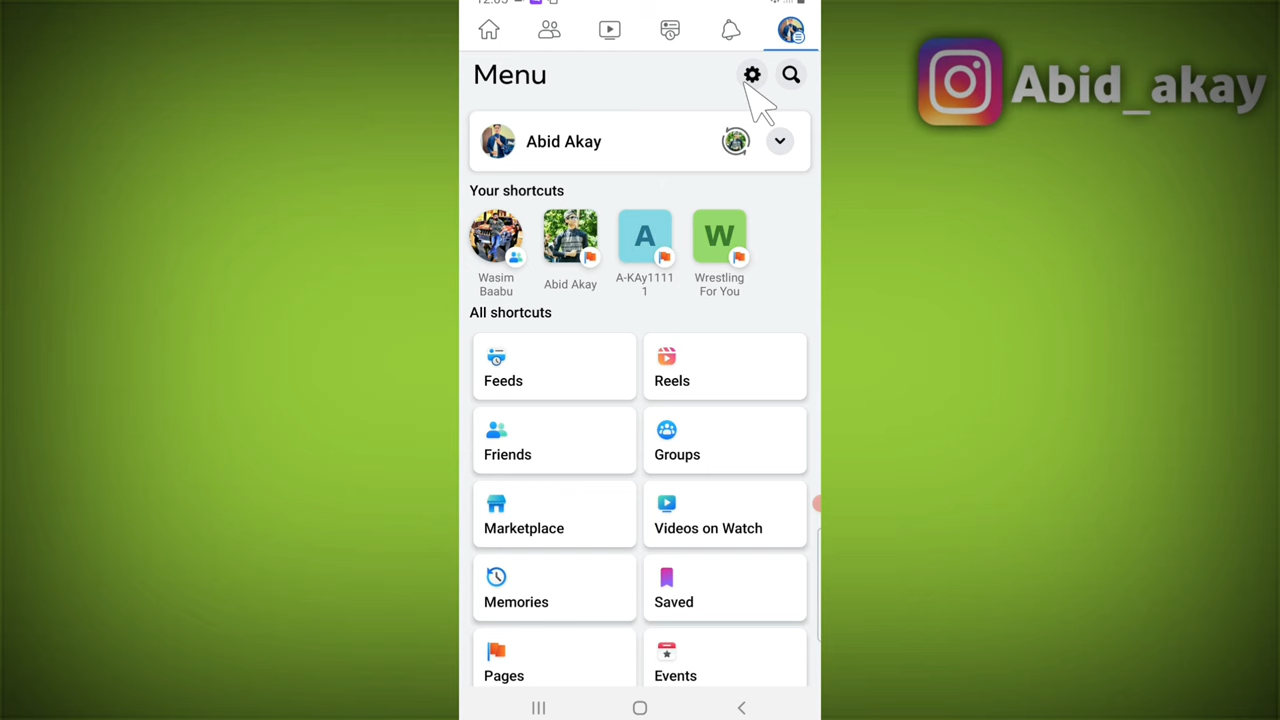 Menu
Abid_akay
Abid Akay
Your shortcuts
A
W
Wasim
Baabu
Abid Akay
A-KAy1111
1
Wrestling
For You
All shortcuts
Feeds
Reels
Friends
Groups
Marketplace
Videos on Watch
Memories
Saved
Pages
Events